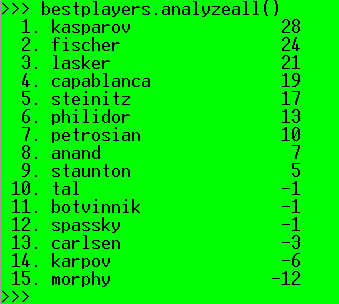 >>> bestplayers.analyzeall()
1. kasparov 28
2. fischer 24
3. lasker 21
4. capablanca 19
5. steinitz 17
6. philidor 13
7. petrosian 10
8. anand 7
9. staunton 5
10. tal -1
11. botvinnik -1
12. spassky -1
13. carlsen -3
14. karpov -6
15. morphy -12
>>>